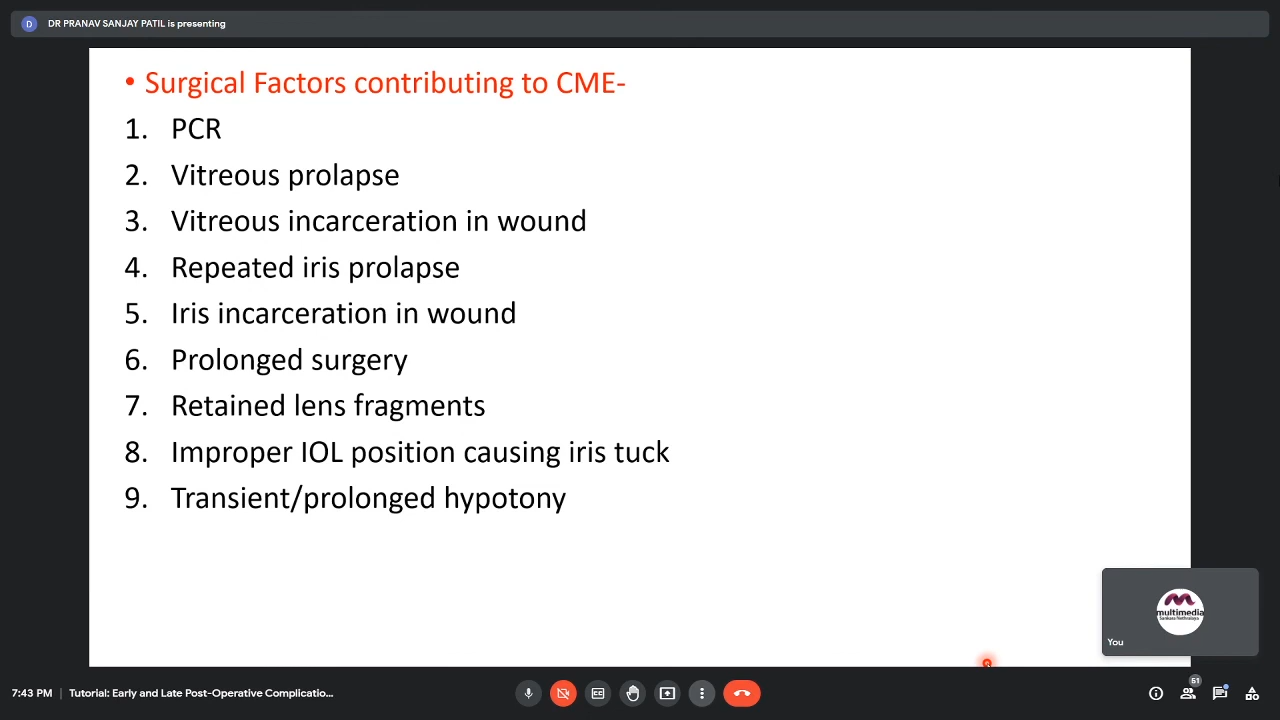 D DR PRANAV SANJAY PATIL is presenting
• Surgical Factors contributing to CME-
1. PCR
2. Vitreous prolapse
3. Vitreous incarceration in wound
4. Repeated iris prolapse
5. Iris incarceration in wound
6. Prolonged surgery
7. Retained lens fragments
8. Improper IOL position causing iris tuck
9. Transient/prolonged hypotony
multimedia
Sankara Nethralaya
You
61
7:43 PM | Tutorial: Early and Late Post-Operative Complicatio...